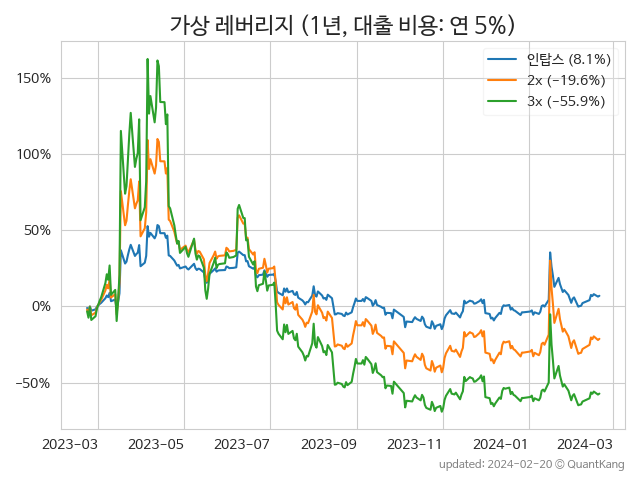 가상 레버리지 (1년, 대출 비용: 연 5%)
인탑스 (8.1%)
2x (−19.6%)
3x (−55.9%)
150%
100%
50%
0%
−50%
2023-03 2023-05 2023-07 2023-09 2023-11 2024-01 2024-03
updated: 2024-02-20 © QuantKang